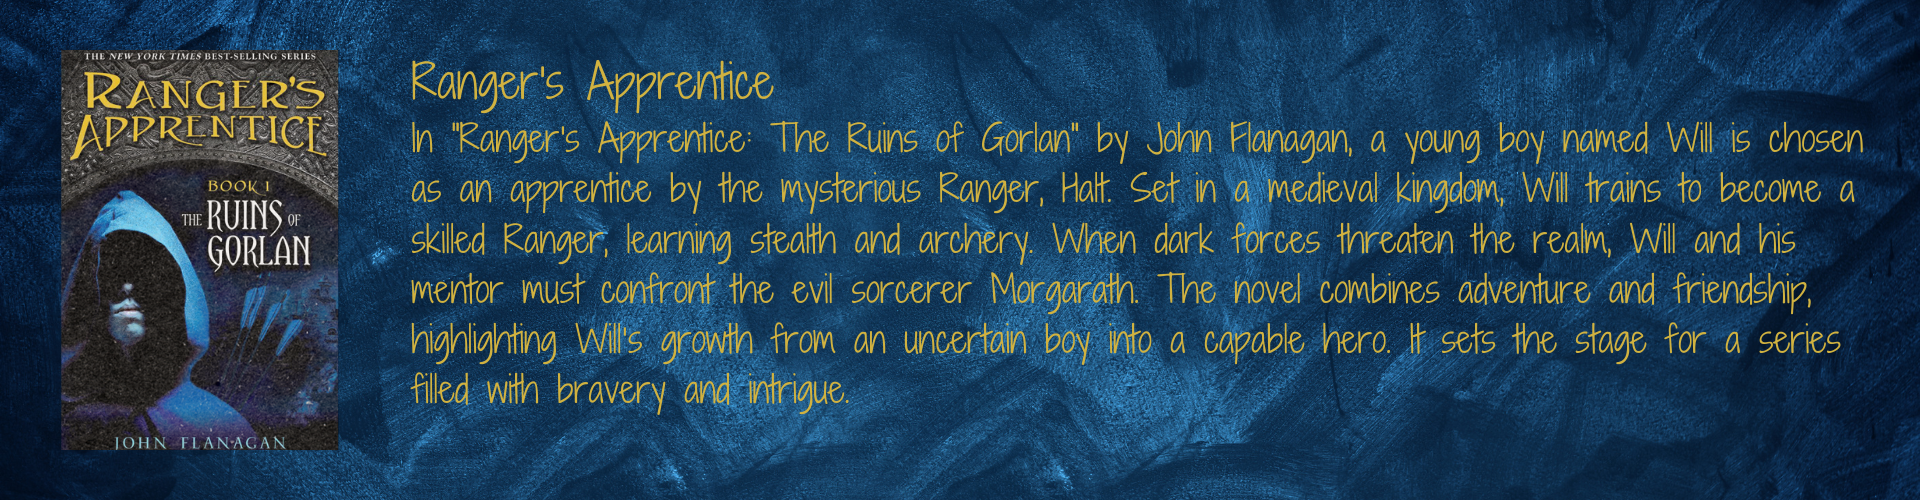 THE NEW YORK TIMES BEST-SELLING SERIES
RANGER'S
APPRENTICE
BOOK 1
THE RUINS OF
GORLAN
JOHN FLANAGAN
Ranger's Apprentice
In "Ranger's Apprentice: The Ruins of Gorlan" by John Flanagan, a young boy named Will is chosen
as an apprentice by the mysterious Ranger, Halt. Set in a medieval kingdom, Will trains to become a
skilled Ranger, learning stealth and archery. When dark forces threaten the realm, Will and his
mentor must confront the evil sorcerer Morgarath. The novel combines adventure and friendship,
highlighting Will's growth from an uncertain boy into a capable hero. It sets the stage for a series
filled with bravery and intrigue.